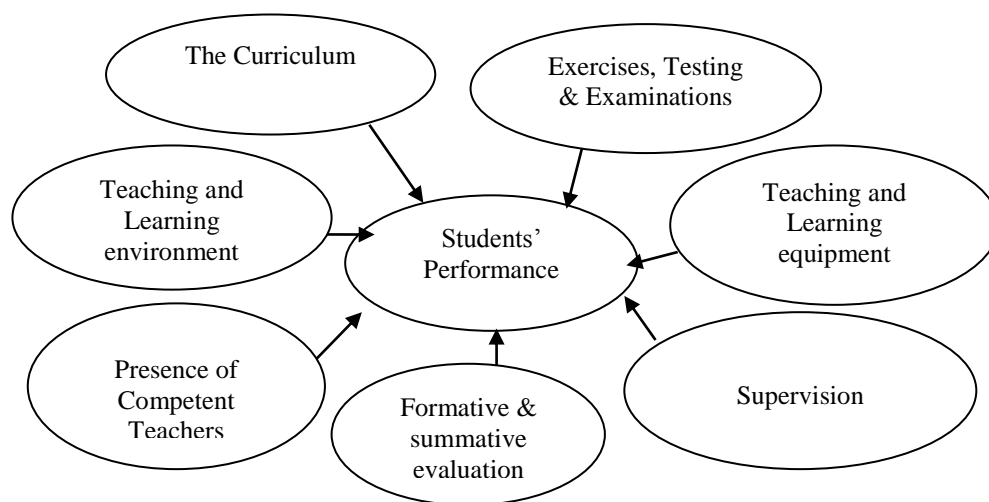 The Curriculum
Exercises, Testing
& Examinations
Teaching and
Learning
environment
Students’
Performance
Teaching and
Learning
equipment
Presence of
Competent
Teachers
Formative &
summative
evaluation
Supervision